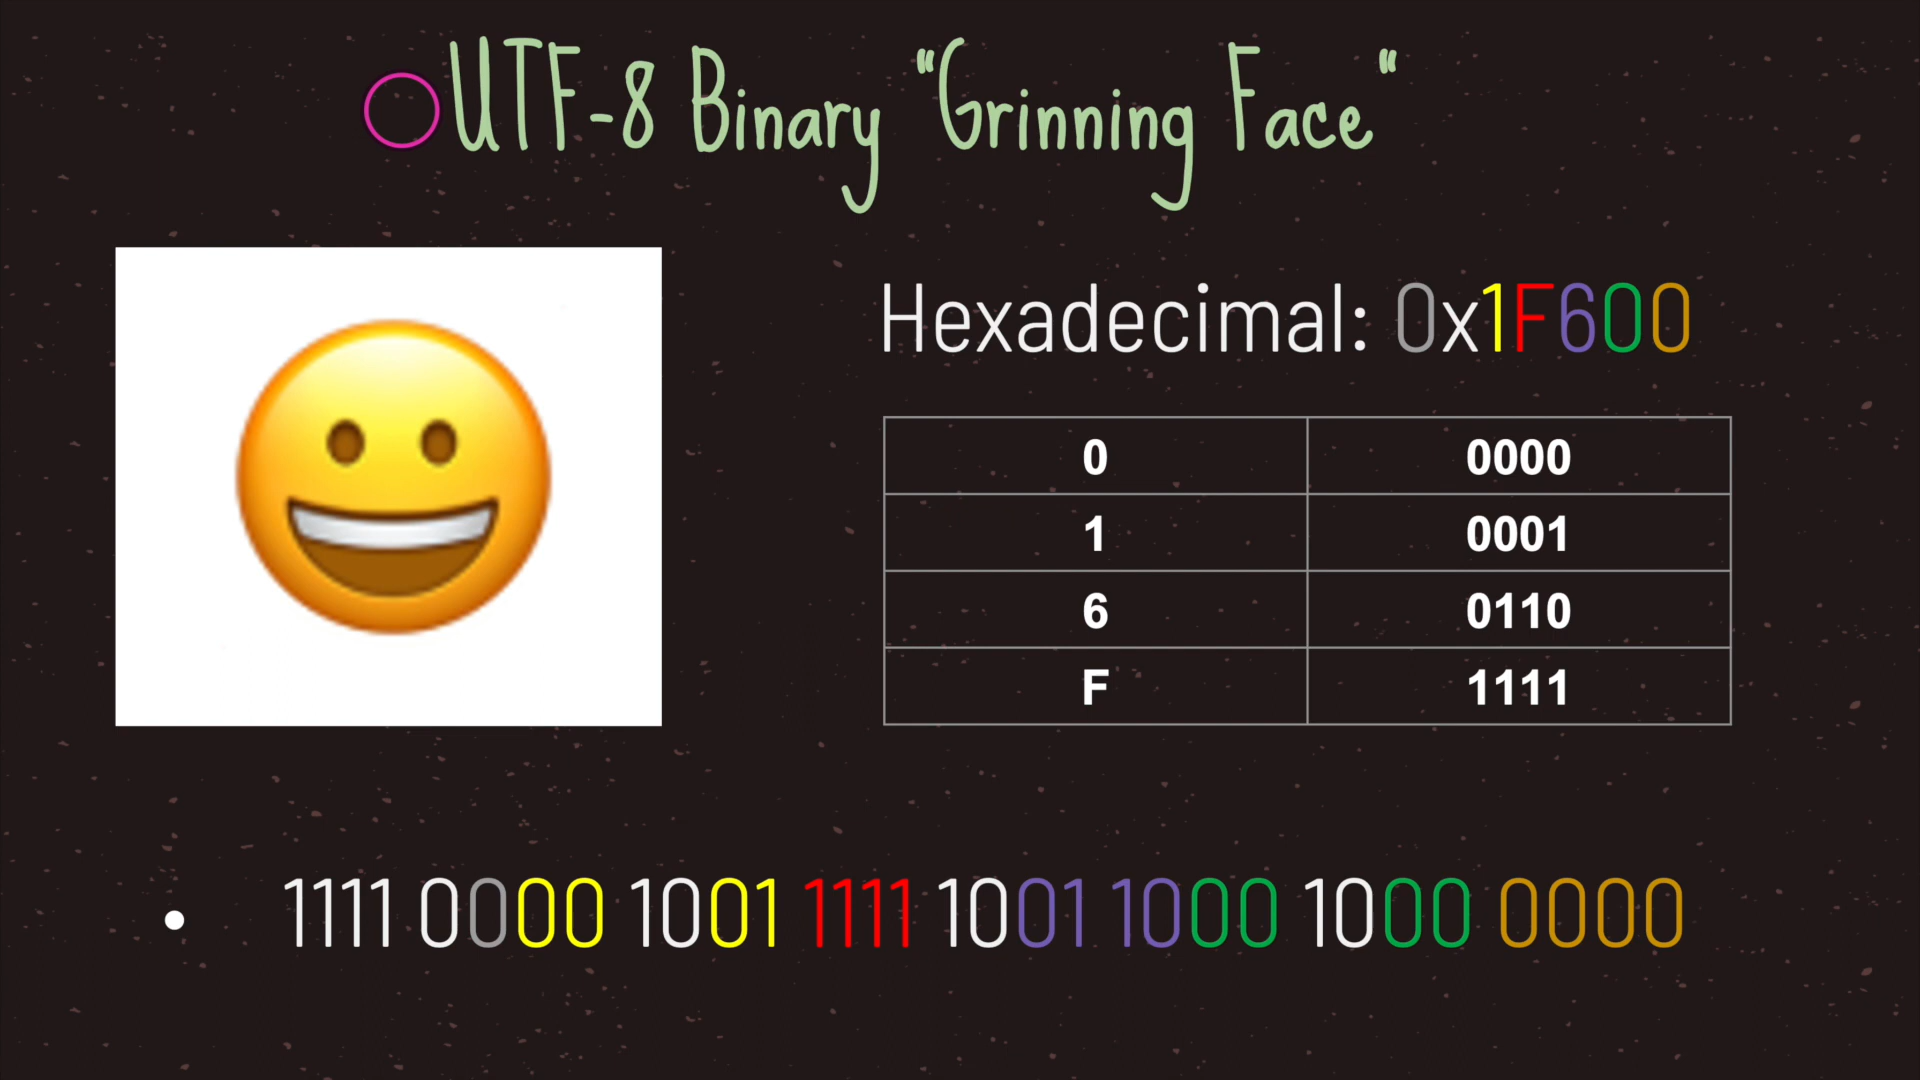 UTF-8 Binary "Grinning Face"
Hexadecimal: 0x1F600
0 0000
1 0001
6 0110
F 1111
• 1111 0000 1001 1111 1001 1000 1000 0000